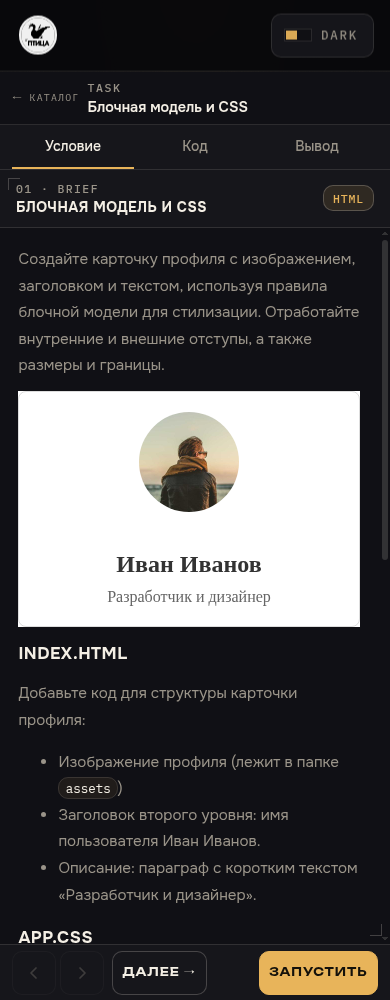 ПТИЦА
DARK
← КАТАЛОГ
TASK
Блочная модель и CSS
Условие
Код
Вывод
01 · BRIEF
БЛОЧНАЯ МОДЕЛЬ И CSS
HTML
Создайте карточку профиля с изображением,
заголовком и текстом, используя правила
блочной модели для стилизации. Отработайте
внутренние и внешние отступы, а также
размеры и границы.
Иван Иванов
Разработчик и дизайнер
INDEX.HTML
Добавьте код для структуры карточки
профиля:
Изображение профиля (лежит в папке
assets)
Заголовок второго уровня: имя
пользователя Иван Иванов.
Описание: параграф с коротким текстом
«Разработчик и дизайнер».
APP.CSS
ДАЛЕЕ →
ЗАПУСТИТЬ